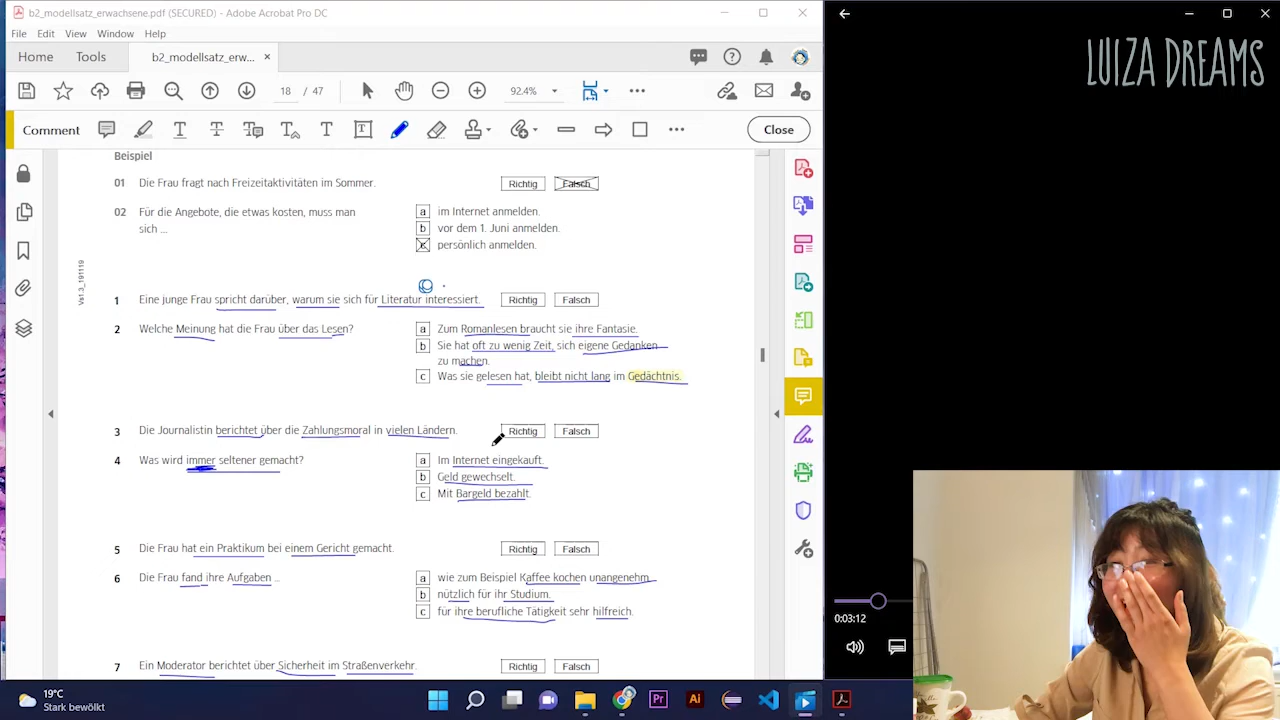 b2_modellsatz_erwachsene.pdf (SECURED) - Adobe Acrobat Pro DC
LUIZA DREAMS
File Edit View Window Help
Home Tools b2_modellsatz_erw... ×
18 / 47 92.4%
Comment Close
Beispiel
01 Die Frau fragt nach Freizeitaktivitäten im Sommer. Richtig Falsch
02 Für die Angebote, die etwas kosten, muss man a im Internet anmelden.
sich ... b vor dem 1. Juni anmelden.
c persönlich anmelden.
Vs1.3_191119
1 Eine junge Frau spricht darüber, warum sie sich für Literatur interessiert. Richtig Falsch
2 Welche Meinung hat die Frau über das Lesen? a Zum Romanlesen braucht sie ihre Fantasie.
b Sie hat oft zu wenig Zeit, sich eigene Gedanken
zu machen.
c Was sie gelesen hat, bleibt nicht lang im Gedächtnis.
3 Die Journalistin berichtet über die Zahlungsmoral in vielen Ländern. Richtig Falsch
4 Was wird immer seltener gemacht? a Im Internet eingekauft.
b Geld gewechselt.
c Mit Bargeld bezahlt.
5 Die Frau hat ein Praktikum bei einem Gericht gemacht. Richtig Falsch
6 Die Frau fand ihre Aufgaben ... a wie zum Beispiel Kaffee kochen unangenehm.
b nützlich für ihr Studium.
c für ihre berufliche Tätigkeit sehr hilfreich.
7 Ein Moderator berichtet über Sicherheit im Straßenverkehr. Richtig Falsch
0:03:12
19°C
Stark bewölkt
Pr Ai